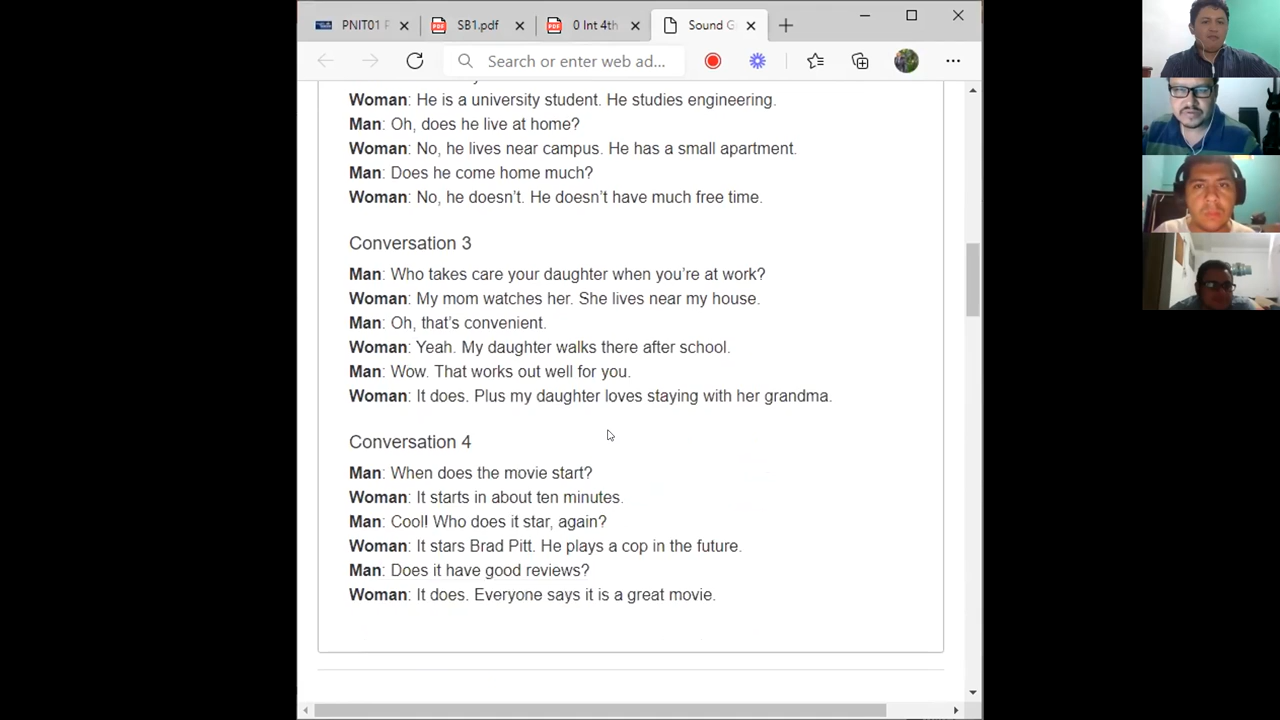 PNIT01 P
SB1.pdf
0 Int 4th
Sound G
Search or enter web ad...
Woman: He is a university student. He studies engineering.
Man: Oh, does he live at home?
Woman: No, he lives near campus. He has a small apartment.
Man: Does he come home much?
Woman: No, he doesn’t. He doesn’t have much free time.
Conversation 3
Man: Who takes care your daughter when you’re at work?
Woman: My mom watches her. She lives near my house.
Man: Oh, that’s convenient.
Woman: Yeah. My daughter walks there after school.
Man: Wow. That works out well for you.
Woman: It does. Plus my daughter loves staying with her grandma.
Conversation 4
Man: When does the movie start?
Woman: It starts in about ten minutes.
Man: Cool! Who does it star, again?
Woman: It stars Brad Pitt. He plays a cop in the future.
Man: Does it have good reviews?
Woman: It does. Everyone says it is a great movie.